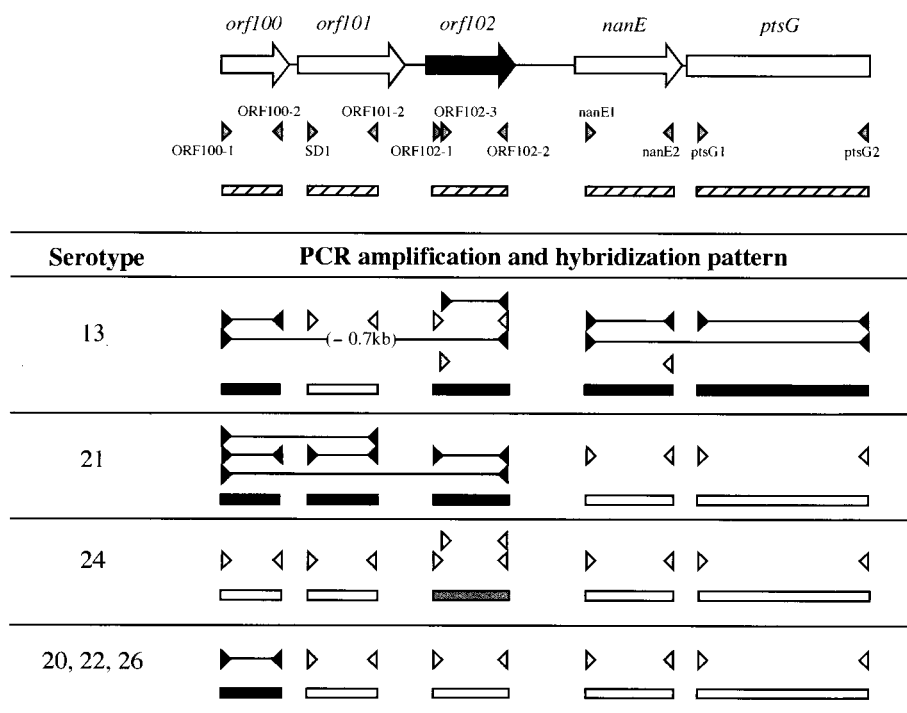 orf100 orf101 orf102 nanE ptsG
ORF100-2 ORF101-2 ORF102-3 nanE1
ORF100-1 SD1 ORF102-1 ORF102-2 nanE2 ptsG1 ptsG2
Serotype PCR amplification and hybridization pattern
13
(- 0.7kb)
21
24
20, 22, 26